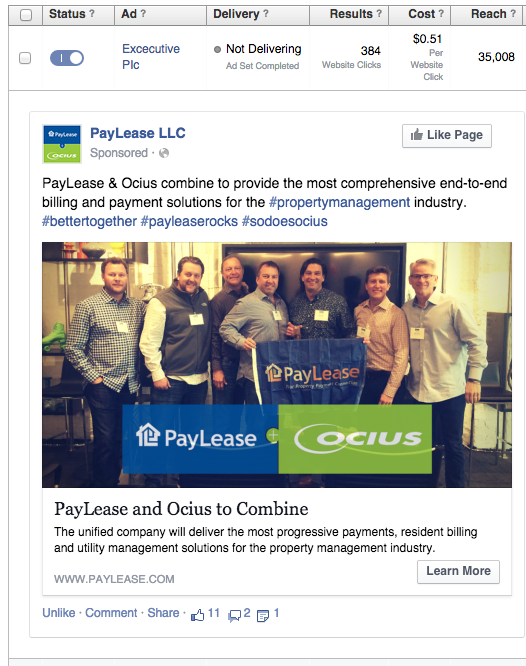 Status ? Ad ? Delivery ? Results ? Cost ? Reach ?
Excecutive Not Delivering 384 $0.51 35,008
Pic Ad Set Completed Website Clicks Per
Website
Click
PayLease LLC
Sponsored ·
Like Page
PayLease
OCIUS
PayLease & Ocius combine to provide the most comprehensive end-to-end
billing and payment solutions for the #propertymanagement industry.
#bettertogether #payleaserocks #sodoesocius
PayLease
PayLease + OCIUS
PayLease and Ocius to Combine
The unified company will deliver the most progressive payments, resident billing
and utility management solutions for the property management industry.
WWW.PAYLEASE.COM
Learn More
Unlike · Comment · Share · 11 2 1